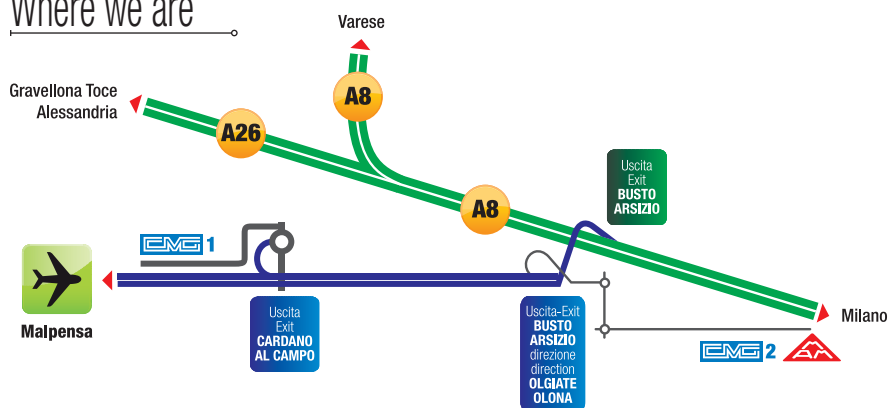 Where we are
Varese
Gravellona Toce
Alessandria
A8
A26
Uscita
Exit
BUSTO
ARSIZIO
A8
CMG 1
Malpensa
Uscita
Exit
CARDANO
AL CAMPO
Uscita-Exit
BUSTO
ARSIZIO
direzione
direction
OLGIATE
OLONA
Milano
CMG 2 MAM